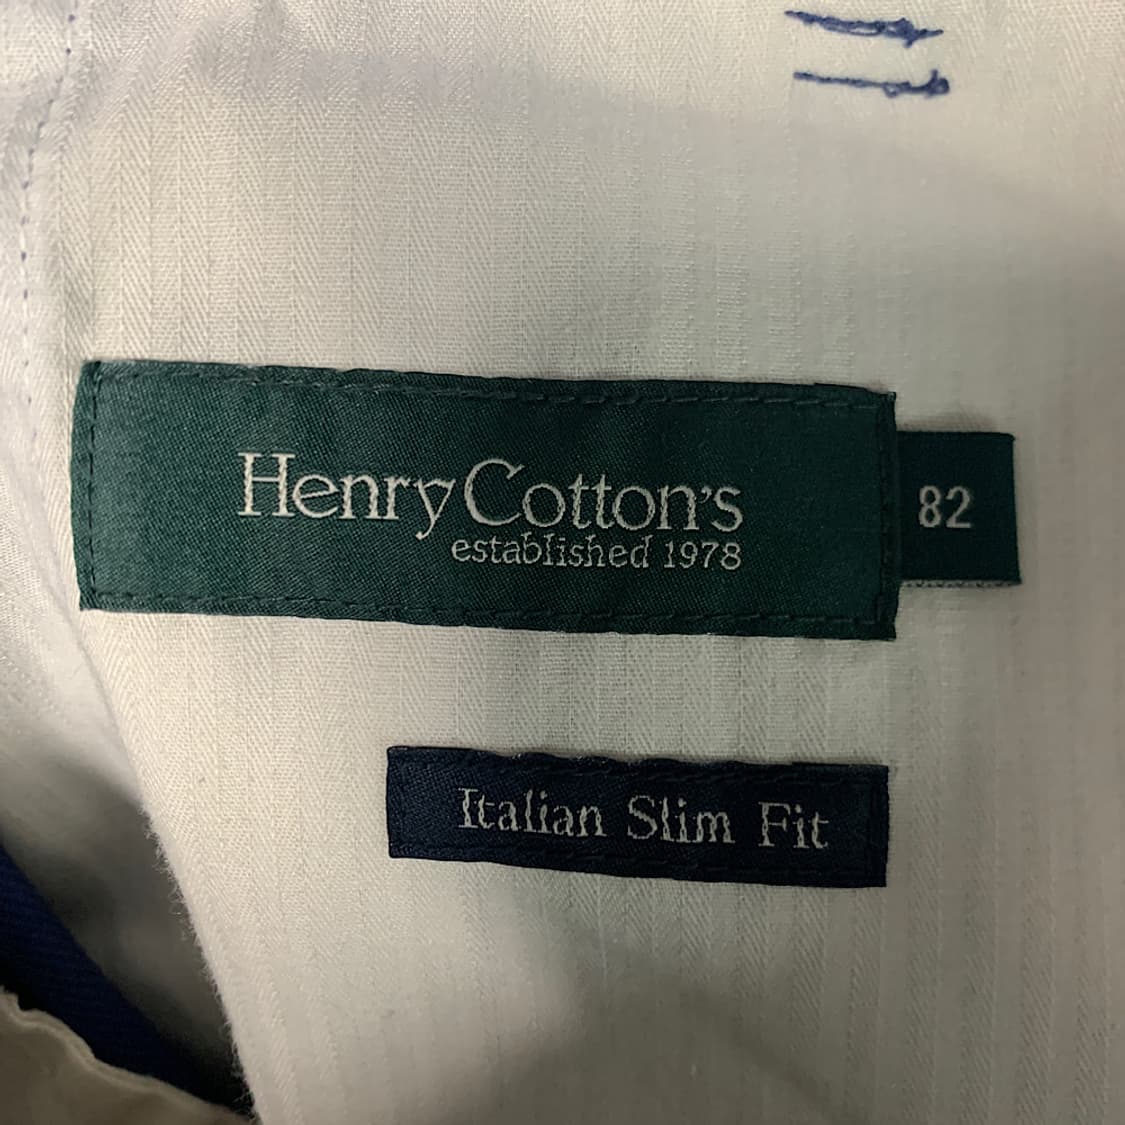 Henry Cotton's
established 1978
82
Italian Slim Fit